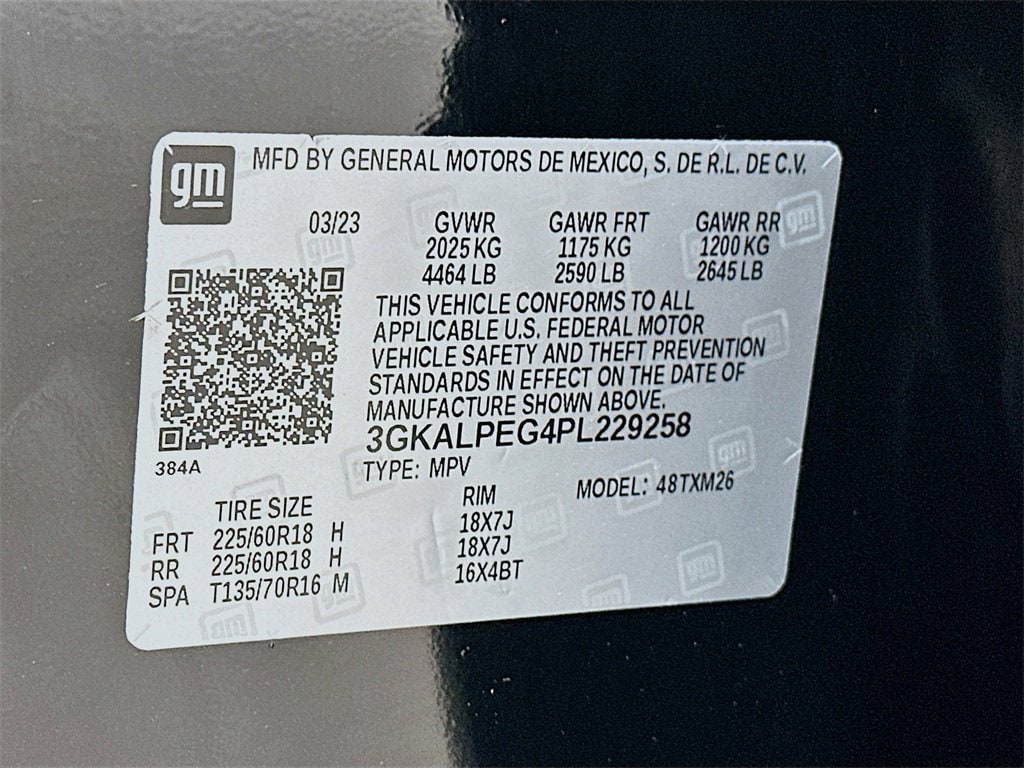 gm MFD BY GENERAL MOTORS DE MEXICO, S. DE R.L. DE C.V.
03/23 GVWR GAWR FRT GAWR RR
2025 KG 1175 KG 1200 KG
4464 LB 2590 LB 2645 LB
THIS VEHICLE CONFORMS TO ALL
APPLICABLE U.S. FEDERAL MOTOR
VEHICLE SAFETY AND THEFT PREVENTION
STANDARDS IN EFFECT ON THE DATE OF
MANUFACTURE SHOWN ABOVE.
3GKALPEG4PL229258
384A
TYPE: MPV
MODEL: 48TXM26
TIRE SIZE RIM
FRT 225/60R18 H 18X7J
RR 225/60R18 H 18X7J
SPA T135/70R16 M 16X4BT